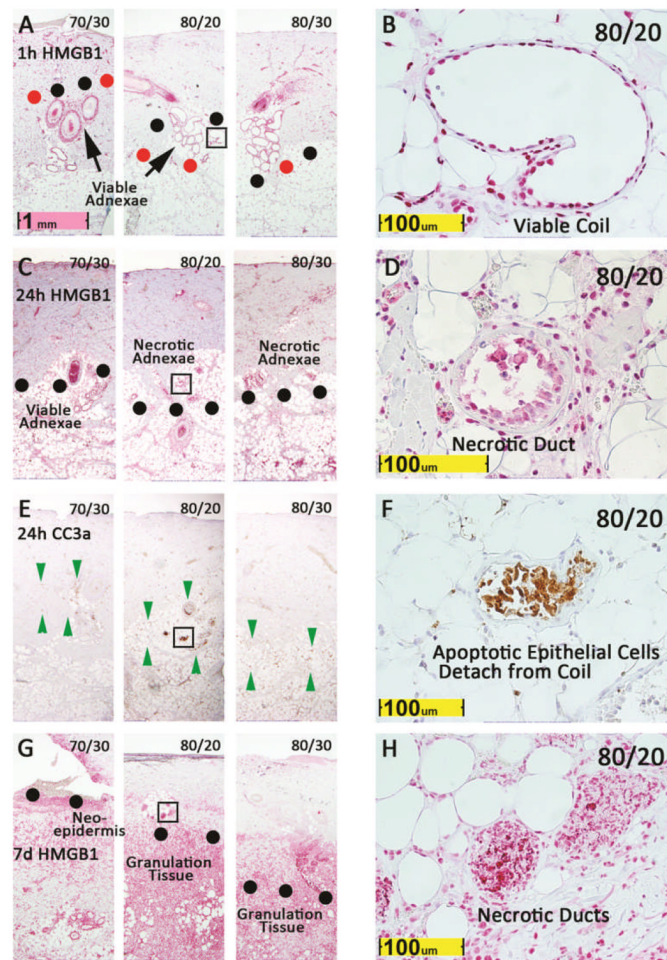 A
70/30
80/20
80/30
1h HMGB1
Viable
Adnexae
1 mm
B
80/20
Viable Coil
100um
C
70/30
80/20
80/30
24h HMGB1
Viable
Adnexae
Necrotic
Adnexae
Necrotic
Adnexae
D
80/20
Necrotic Duct
100um
E
70/30
80/20
80/30
24h CC3a
F
80/20
Apoptotic Epithelial Cells
Detach from Coil
100um
G
70/30
80/20
80/30
Neo-
epidermis
7d HMGB1
Granulation
Tissue
Granulation
Tissue
H
80/20
Necrotic Ducts
100um